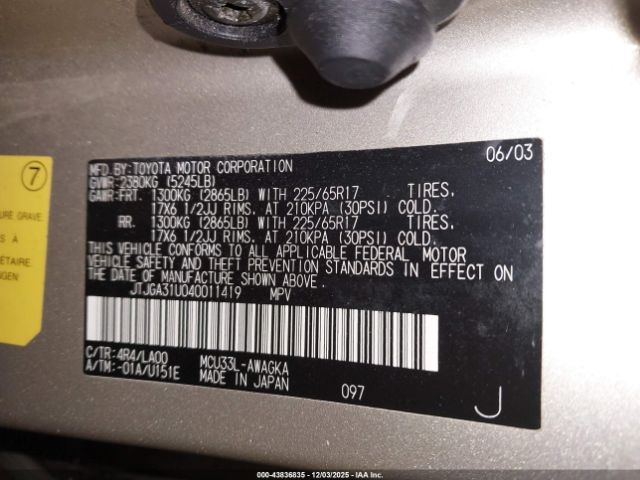 7
URE GRAVE
S À
ÉTAIRE.
NGEN!
06/03
MFD. BY: TOYOTA MOTOR CORPORATION
GVWR: 2380KG (5245LB)
GAWR: FRT. 1300KG (2865LB) WITH 225/65R17 TIRES,
17X6 1/2JJ RIMS, AT 210KPA (30PSI) COLD.
RR. 1300KG (2865LB) WITH 225/65R17 TIRES,
17X6 1/2JJ RIMS, AT 210KPA (30PSI) COLD.
THIS VEHICLE CONFORMS TO ALL APPLICABLE FEDERAL MOTOR
VEHICLE SAFETY AND THEFT PREVENTION STANDARDS IN EFFECT ON
THE DATE OF MANUFACTURE SHOWN ABOVE.
JTJGA31U040011419 MPV
C/TR: 4R4/LA00 MCU33L-AWAGKA
A/TM: -01A/U151E MADE IN JAPAN
097 J
000-43836835 - 12/03/2025 - IAA, Inc.